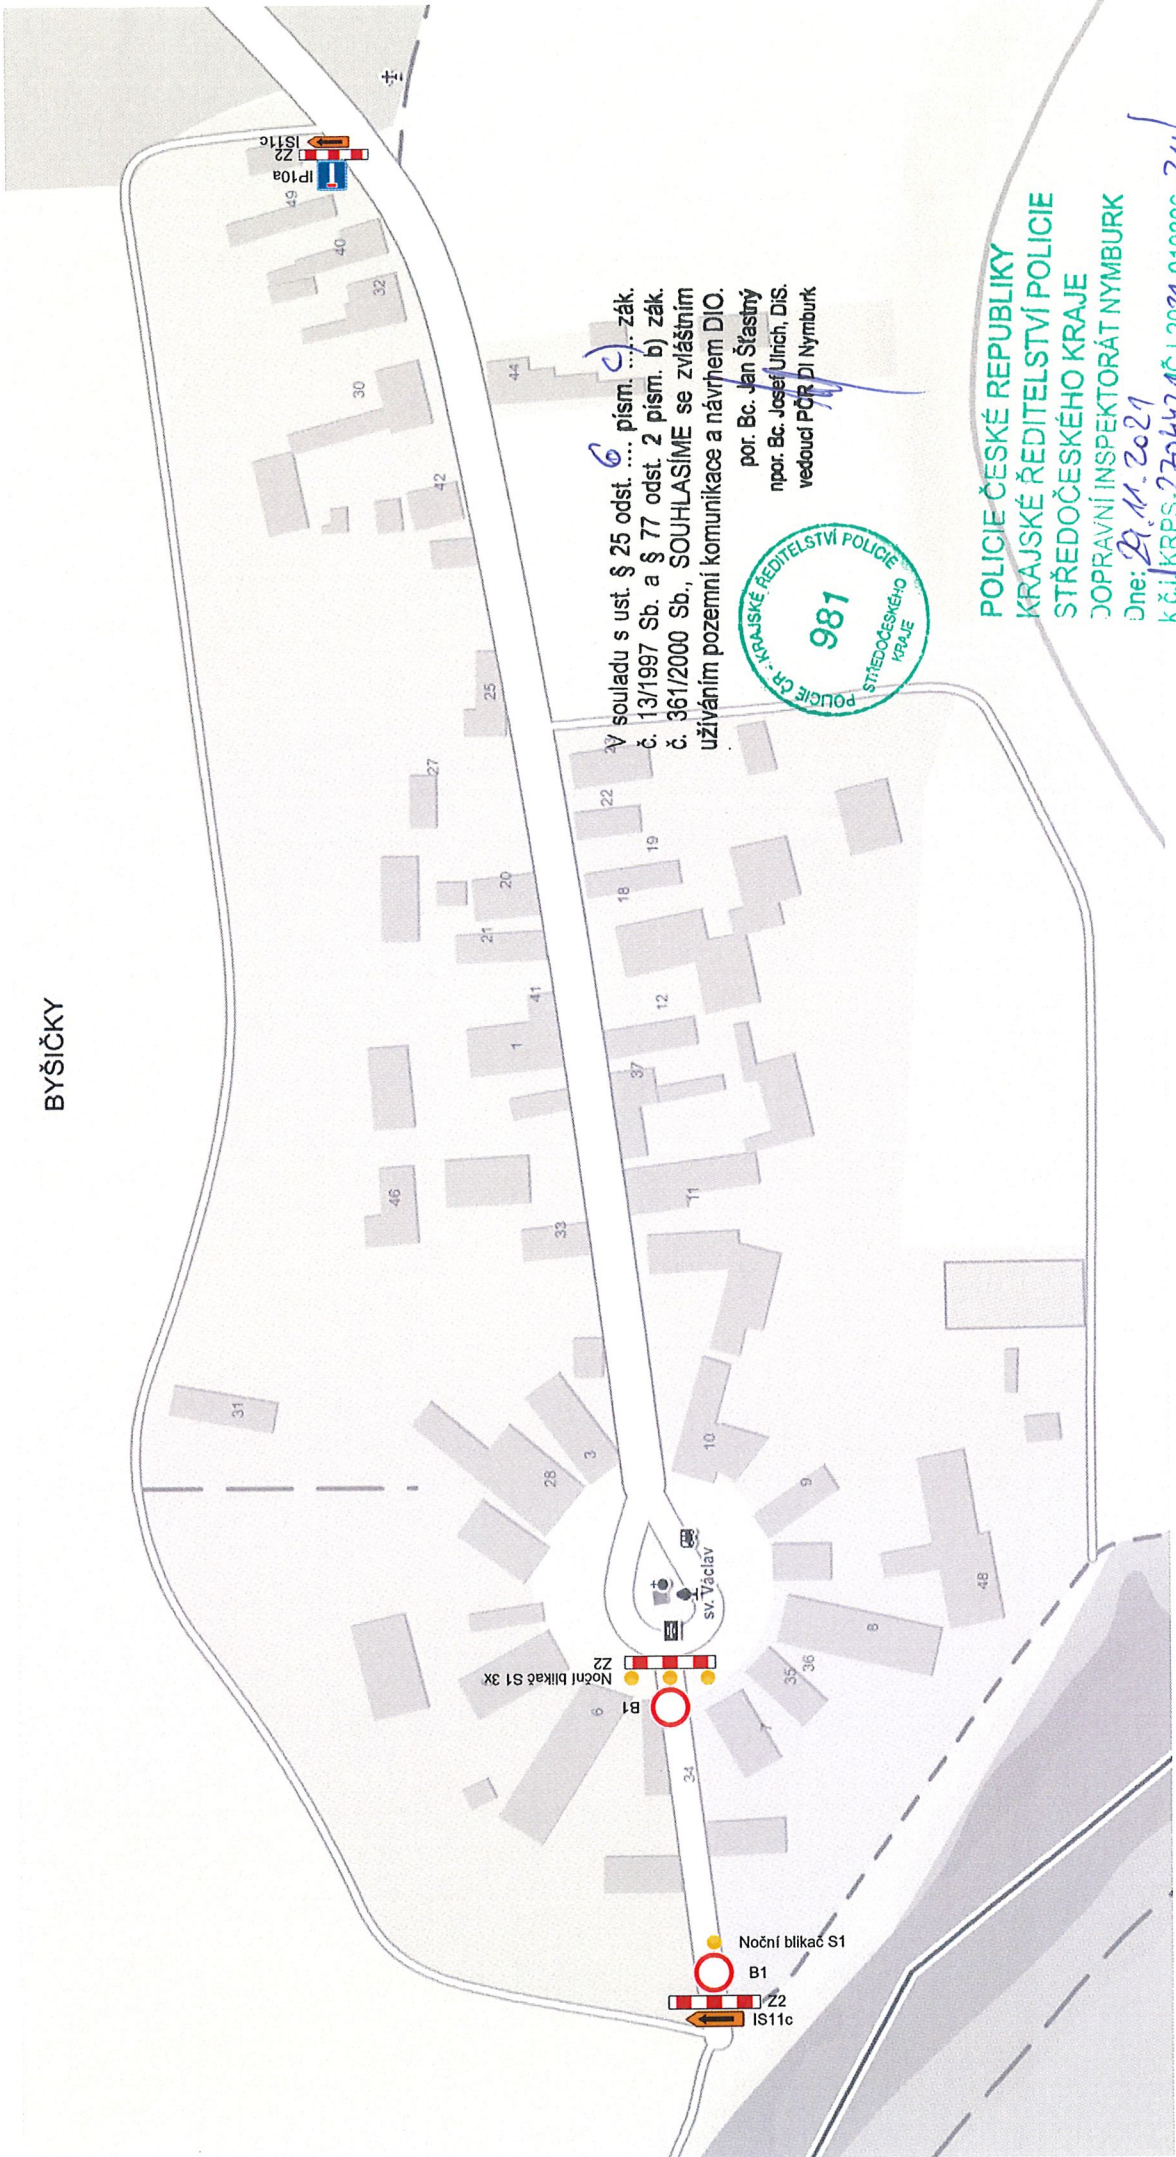 BYŠIČKY
IS11c
Z2
IP10a
49
40
32
30
44
42
25
27
23
22
19
18
20
21
41
1
12
37
46
33
11
31
3
28
10
9
sv. Václav
48
8
36
35
7
6
34
Z2
Noční blikač S1 3x
B1
Noční blikač S1
B1
Z2
IS11c
V souladu s ust. § 25 odst. 6 písm. c) zák.
č. 13/1997 Sb. a § 77 odst. 2 písm. b) zák.
č. 361/2000 Sb., SOUHLASÍME se zvláštním
užíváním pozemní komunikace a návrhem DIO.
por. Bc. Jan Šťastný
npor. Bc. Josef Ulrich, DiS.
vedoucí PČR DI Nymburk
POLICIE ČR - KRAJSKÉ ŘEDITELSTVÍ POLICIE
981
STŘEDOČESKÉHO
KRAJE
POLICIE ČESKÉ REPUBLIKY
KRAJSKÉ ŘEDITELSTVÍ POLICIE
STŘEDOČESKÉHO KRAJE
DOPRAVNÍ INSPEKTORÁT NYMBURK
Dne: 29.11.2021
k č.j. KRPS